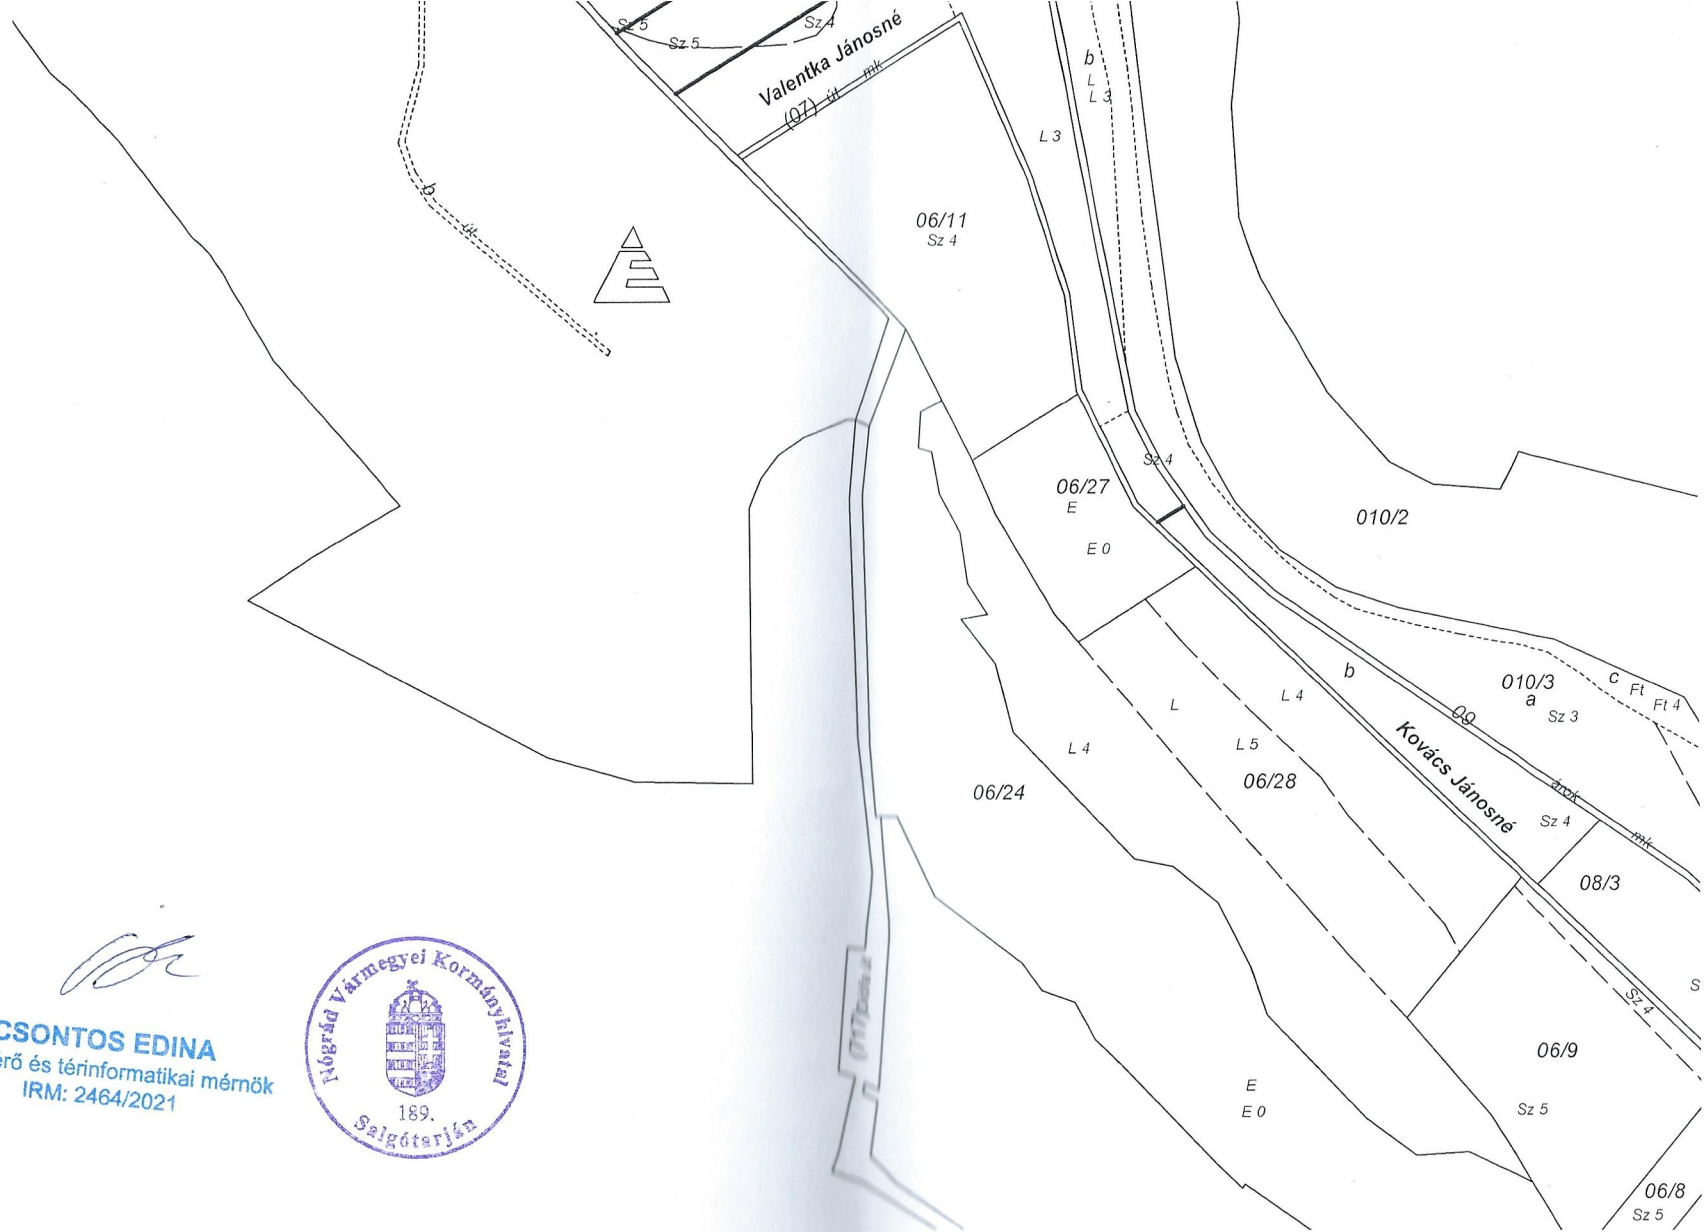 Sz 5
Sz 5
Sz 4
Valentka Jánosné
(07) út mk
b
L
L 3
L 3
b
út
06/11
Sz 4
Sz 4
06/27
E
E 0
010/2
b
L 4
L
L 5
L 4
06/28
06/24
010/3
a
Sz 3
c
Ft
Ft 4
09
árok
mk
Kovács Jánosné
Sz 4
08/3
S
Sz 4
06/9
Sz 5
E
E 0
06/8
Sz 5
CSONTOS EDINA
érő és térinformatikai mérnök
IRM: 2464/2021
Nógrád Vármegyei Kormányhivatal
189.
Salgótarján